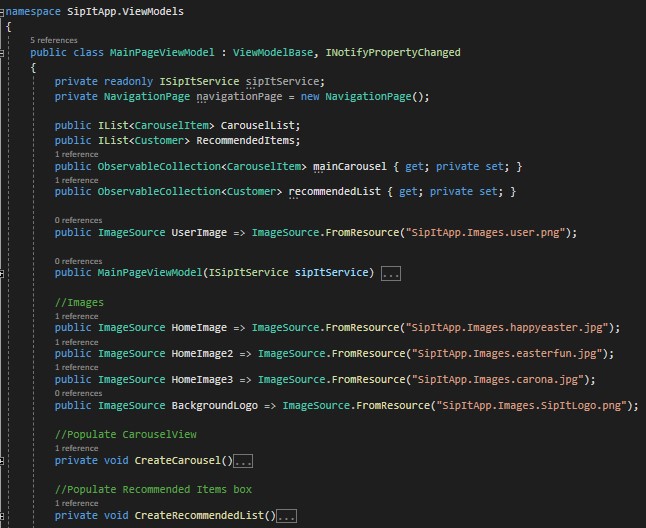 namespace SipItApp.ViewModels
{
5 references
public class MainPageViewModel : ViewModelBase, INotifyPropertyChanged
{
private readonly ISipItService sipItService;
private NavigationPage navigationPage = new NavigationPage();
public IList<CarouselItem> CarouselList;
public IList<Customer> RecommendedItems;
1 reference
public ObservableCollection<CarouselItem> mainCarousel { get; private set; }
1 reference
public ObservableCollection<Customer> recommendedList { get; private set; }
0 references
public ImageSource UserImage => ImageSource.FromResource("SipItApp.Images.user.png");
0 references
public MainPageViewModel(ISipItService sipItService) ...
//Images
1 reference
public ImageSource HomeImage => ImageSource.FromResource("SipItApp.Images.happyeaster.jpg");
1 reference
public ImageSource HomeImage2 => ImageSource.FromResource("SipItApp.Images.easterfun.jpg");
1 reference
public ImageSource HomeImage3 => ImageSource.FromResource("SipItApp.Images.carona.jpg");
0 references
public ImageSource BackgroundLogo => ImageSource.FromResource("SipItApp.Images.SipItLogo.png");
//Populate CarouselView
1 reference
private void CreateCarousel()...
//Populate Recommended Items box
1 reference
private void CreateRecommendedList()...